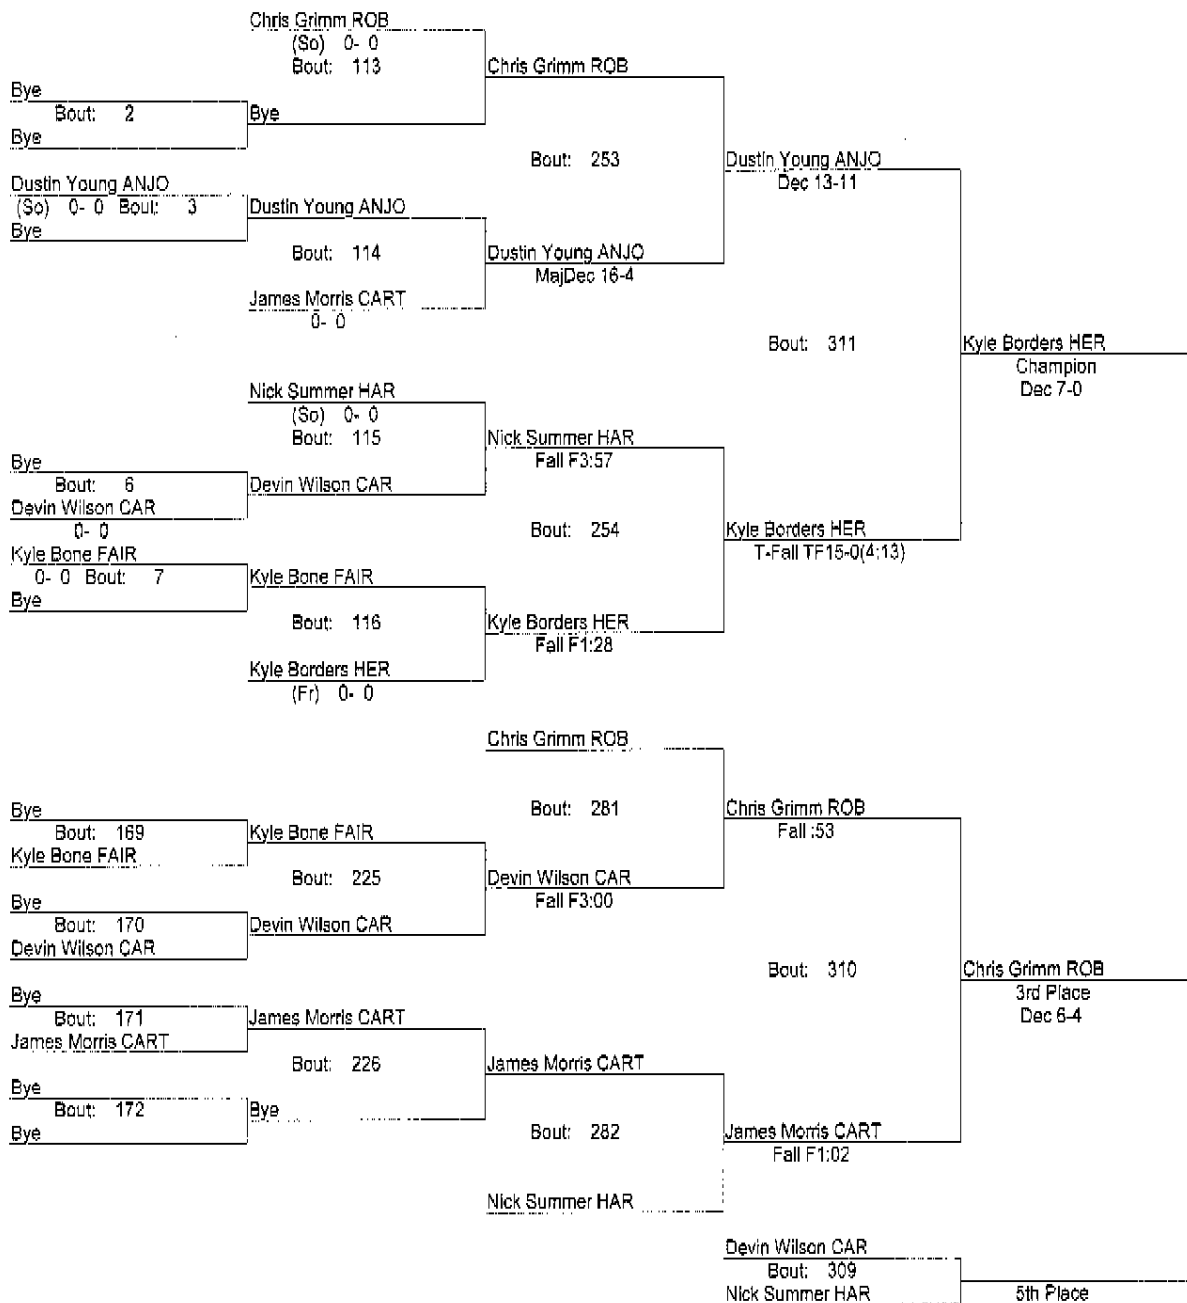 Chris Grimm ROB
(So) 0- 0
Bout: 113
Chris Grimm ROB
Bye
Bout: 2
Bye
Bye
Bout: 253
Dustin Young ANJO
Dec 13-11
Dustin Young ANJO
(So) 0- 0 Bout: 3
Bye
Dustin Young ANJO
Bout: 114
Dustin Young ANJO
MajDec 16-4
James Morris CART
0- 0
Bout: 311
Kyle Borders HER
Champion
Dec 7-0
Nick Summer HAR
(So) 0- 0
Bout: 115
Nick Summer HAR
Fall F3:57
Bye
Bout: 6
Devin Wilson CAR
0- 0
Devin Wilson CAR
Bout: 254
Kyle Borders HER
T-Fall TF15-0(4:13)
Kyle Bone FAIR
0- 0 Bout: 7
Bye
Kyle Bone FAIR
Bout: 116
Kyle Borders HER
Fall F1:28
Kyle Borders HER
(Fr) 0- 0
Chris Grimm ROB
Bout: 281
Chris Grimm ROB
Fall :53
Bye
Bout: 169
Kyle Bone FAIR
Kyle Bone FAIR
Bout: 225
Devin Wilson CAR
Fall F3:00
Bye
Bout: 170
Devin Wilson CAR
Devin Wilson CAR
Bout: 310
Chris Grimm ROB
3rd Place
Dec 6-4
Bye
Bout: 171
James Morris CART
James Morris CART
Bout: 226
James Morris CART
Bye
Bout: 172
Bye
Bye
Bout: 282
James Morris CART
Fall F1:02
Nick Summer HAR
Devin Wilson CAR
Bout: 309
Nick Summer HAR
5th Place